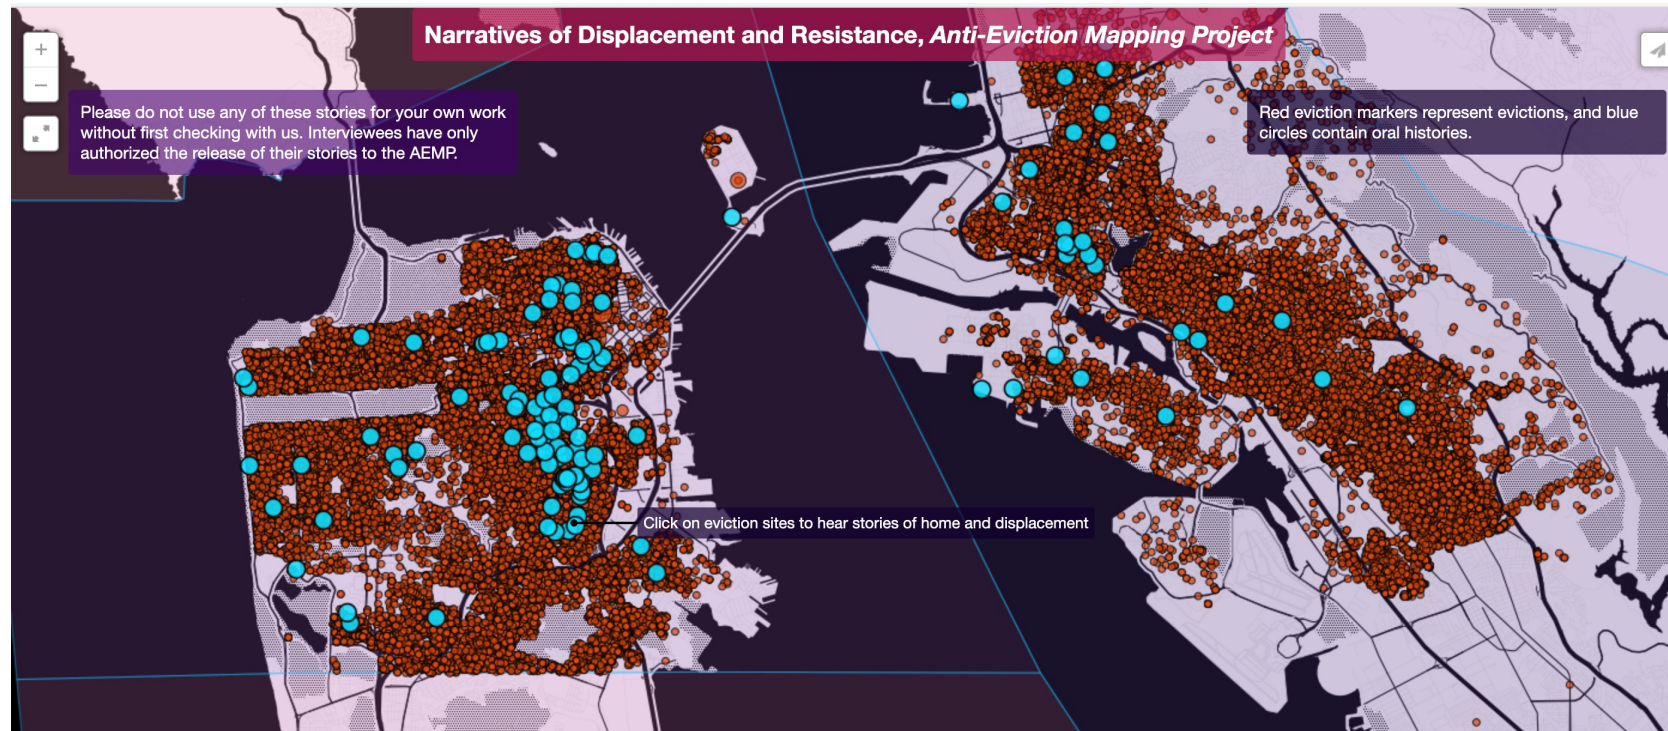 Narratives of Displacement and Resistance, Anti-Eviction Mapping Project
+
−
Please do not use any of these stories for your own work
without first checking with us. Interviewees have only
authorized the release of their stories to the AEMP.
Red eviction markers represent evictions, and blue
circles contain oral histories.
Click on eviction sites to hear stories of home and displacement